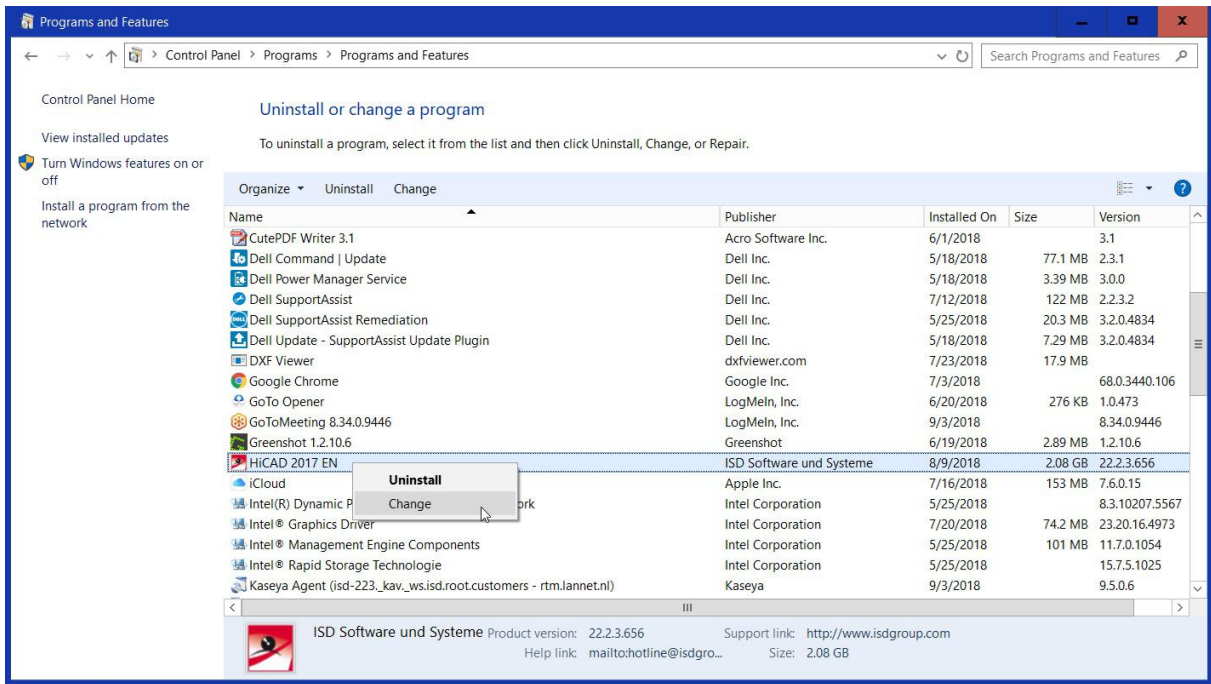 Programs and Features
Control Panel > Programs > Programs and Features
Search Programs and Features
Control Panel Home
View installed updates
Turn Windows features on or
off
Install a program from the
network
Uninstall or change a program
To uninstall a program, select it from the list and then click Uninstall, Change, or Repair.
Organize Uninstall Change
Name Publisher Installed On Size Version
CutePDF Writer 3.1 Acro Software Inc. 6/1/2018 3.1
Dell Command | Update Dell Inc. 5/18/2018 77.1 MB 2.3.1
Dell Power Manager Service Dell Inc. 5/18/2018 3.39 MB 3.0.0
Dell SupportAssist Dell Inc. 7/12/2018 122 MB 2.2.3.2
Dell SupportAssist Remediation Dell Inc. 5/25/2018 20.3 MB 3.2.0.4834
Dell Update - SupportAssist Update Plugin Dell Inc. 5/18/2018 7.29 MB 3.2.0.4834
DXF Viewer dxfviewer.com 7/23/2018 17.9 MB
Google Chrome Google Inc. 7/3/2018 68.0.3440.106
GoTo Opener LogMeIn, Inc. 6/20/2018 276 KB 1.0.473
GoToMeeting 8.34.0.9446 LogMeIn, Inc. 9/3/2018 8.34.0.9446
Greenshot 1.2.10.6 Greenshot 6/19/2018 2.89 MB 1.2.10.6
HiCAD 2017 EN ISD Software und Systeme 8/9/2018 2.08 GB 22.2.3.656
iCloud Apple Inc. 7/16/2018 153 MB 7.6.0.15
Intel(R) Dynamic P ork Intel Corporation 5/25/2018 8.3.10207.5567
Intel® Graphics Driver Intel Corporation 7/20/2018 74.2 MB 23.20.16.4973
Intel® Management Engine Components Intel Corporation 5/25/2018 101 MB 11.7.0.1054
Intel® Rapid Storage Technologie Intel Corporation 5/25/2018 15.7.5.1025
Kaseya Agent (isd-223._kav._ws.isd.root.customers - rtm.lannet.nl) Kaseya 9/3/2018 9.5.0.6
Uninstall
Change
ISD Software und Systeme Product version: 22.2.3.656 Support link: http://www.isdgroup.com
Help link: mailto:hotline@isdgro... Size: 2.08 GB